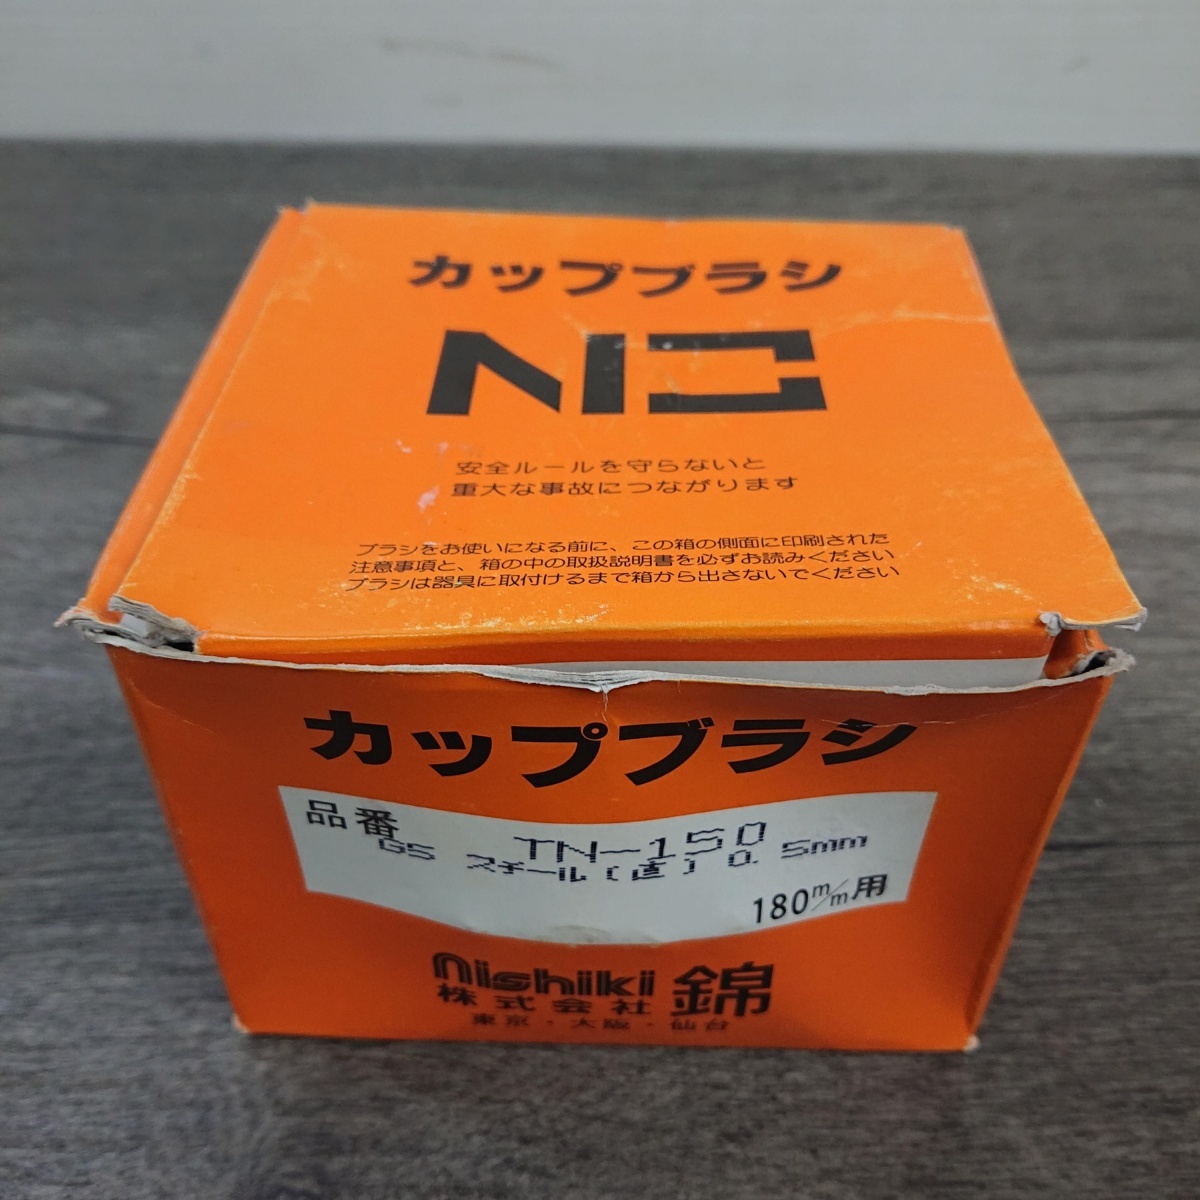 カップブラシ
安全ルールを守らないと
重大な事故につながります
ブラシをお使いになる前に、この箱の側面に印刷された
注意事項と、箱の中の取扱説明書を必ずお読みください
ブラシは器具に取付けるまで箱から出さないでください
カップブラシ
品番 TN-150
G5 スチール(直) 0.5mm
180m/m用
nishiki 錦
株式会社
東京・大阪・仙台